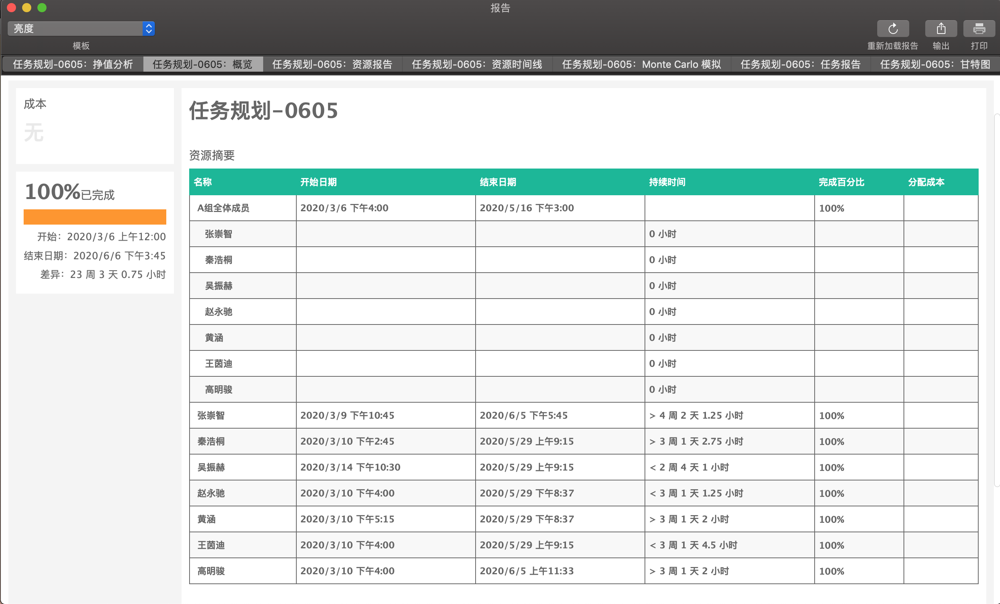 报告
亮度
模板
重新加载报告 输出 打印
任务规划-0605：挣值分析 任务规划-0605：概览 任务规划-0605：资源报告 任务规划-0605：资源时间线 任务规划-0605：Monte Carlo 模拟 任务规划-0605：任务报告 任务规划-0605：甘特图
成本
无
100%已完成
开始：2020/3/6 上午12:00
结束日期：2020/6/6 下午3:45
差异：23 周 3 天 0.75 小时
任务规划-0605
资源摘要
名称 开始日期 结束日期 持续时间 完成百分比 分配成本
A组全体成员 2020/3/6 下午4:00 2020/5/16 下午3:00 100%
张崇智 0 小时
秦浩桐 0 小时
吴振赫 0 小时
赵永驰 0 小时
黄涵 0 小时
王茵迪 0 小时
高明骏 0 小时
张崇智 2020/3/9 下午10:45 2020/6/5 下午5:45 > 4 周 2 天 1.25 小时 100%
秦浩桐 2020/3/10 下午2:45 2020/5/29 上午9:15 > 3 周 1 天 2.75 小时 100%
吴振赫 2020/3/14 下午10:30 2020/5/29 上午9:15 < 2 周 4 天 1 小时 100%
赵永驰 2020/3/10 下午4:00 2020/5/29 下午8:37 < 3 周 1 天 1.25 小时 100%
黄涵 2020/3/10 下午5:15 2020/5/29 下午8:37 > 3 周 1 天 2 小时 100%
王茵迪 2020/3/10 下午4:00 2020/5/29 上午9:15 < 3 周 1 天 4.5 小时 100%
高明骏 2020/3/10 下午4:00 2020/6/5 上午11:33 > 3 周 1 天 2 小时 100%